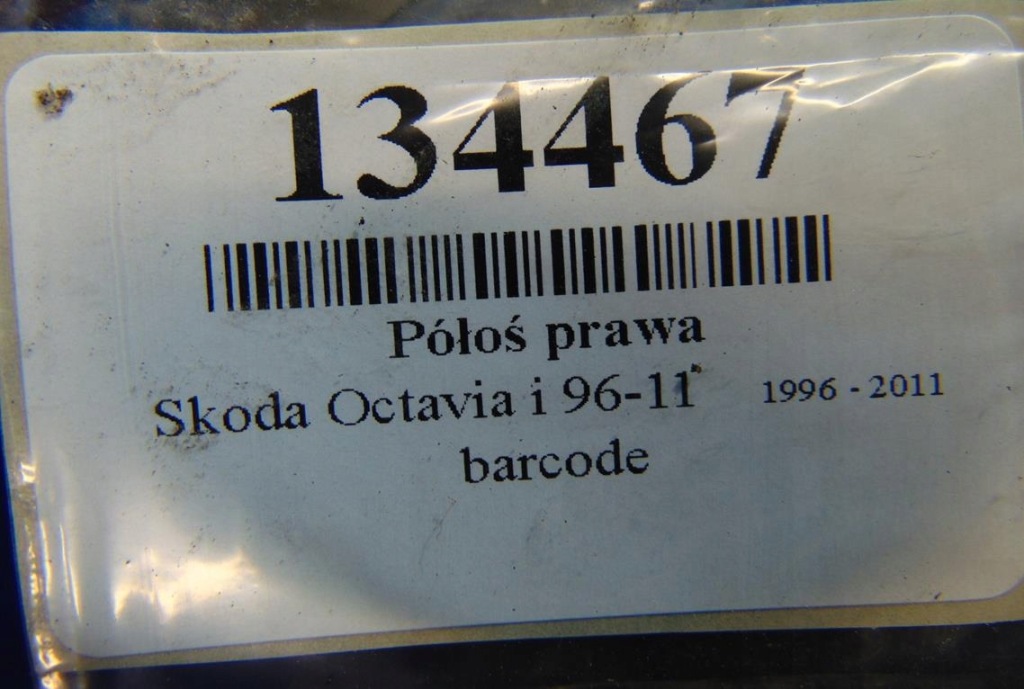 134467
Półoś prawa
Skoda Octavia i 96-11 1996 - 2011
barcode